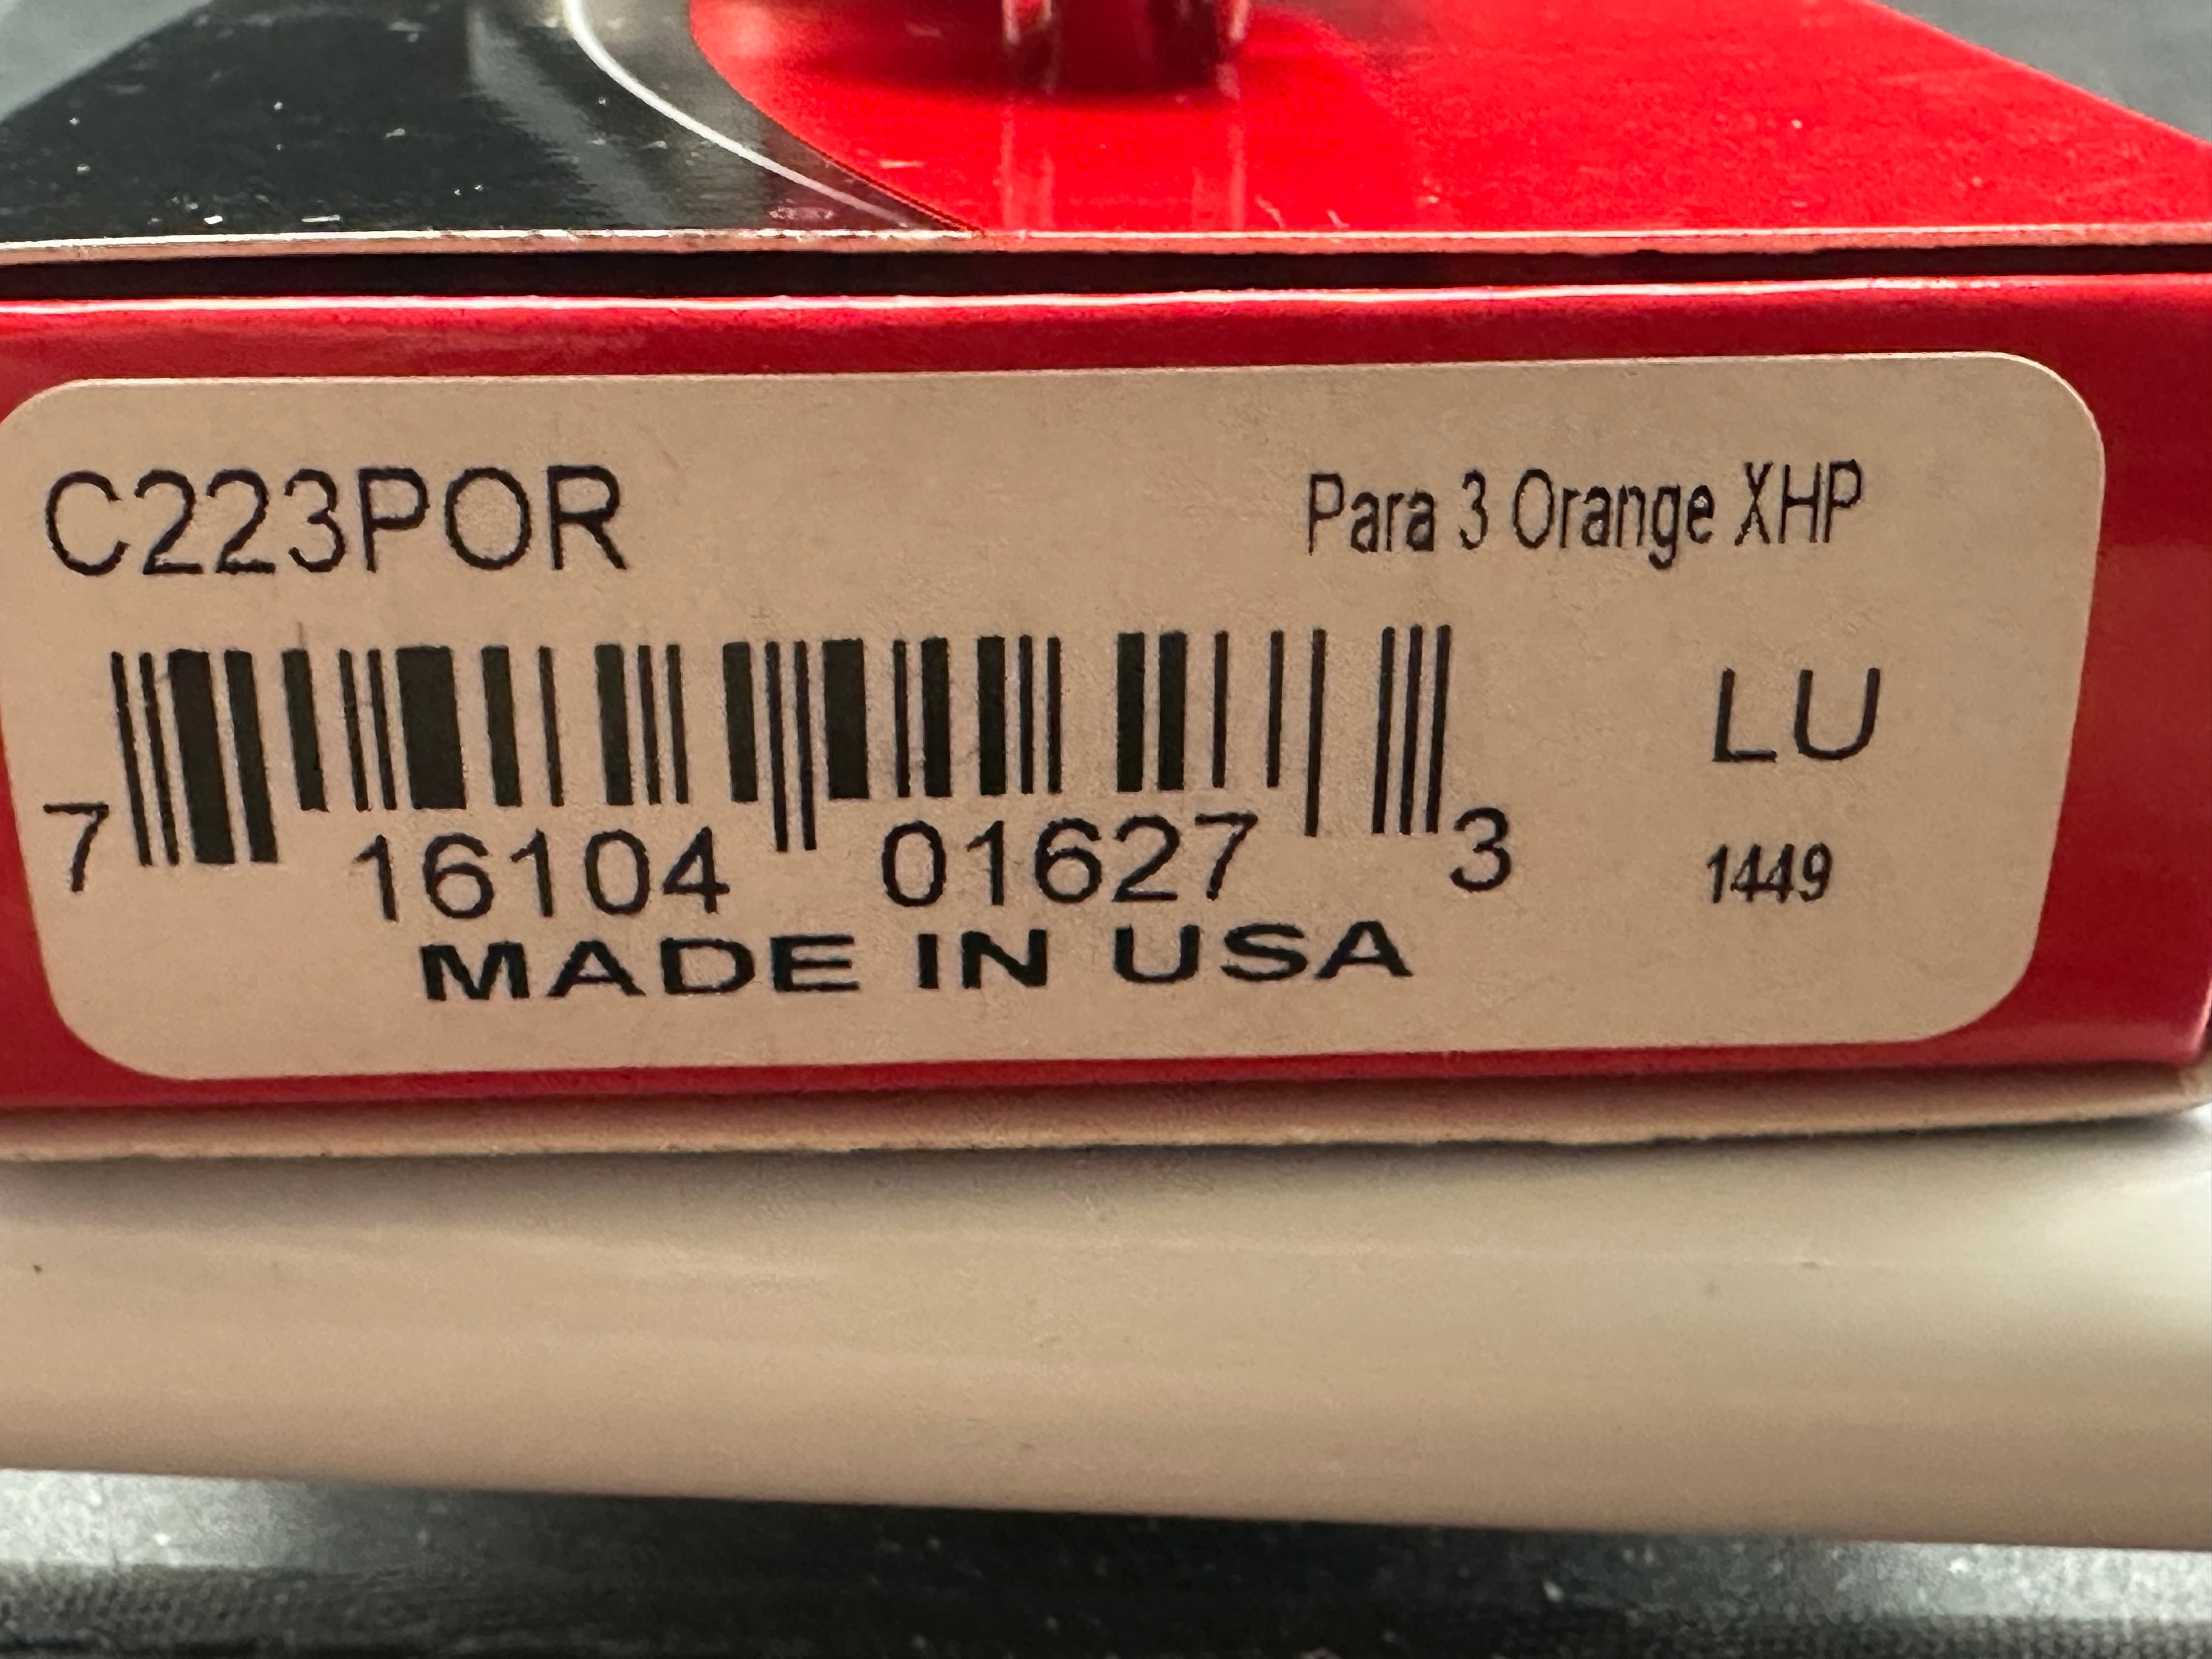 C223POR Para 3 Orange XHP
LU
7 16104 01627 3 1449
MADE IN USA